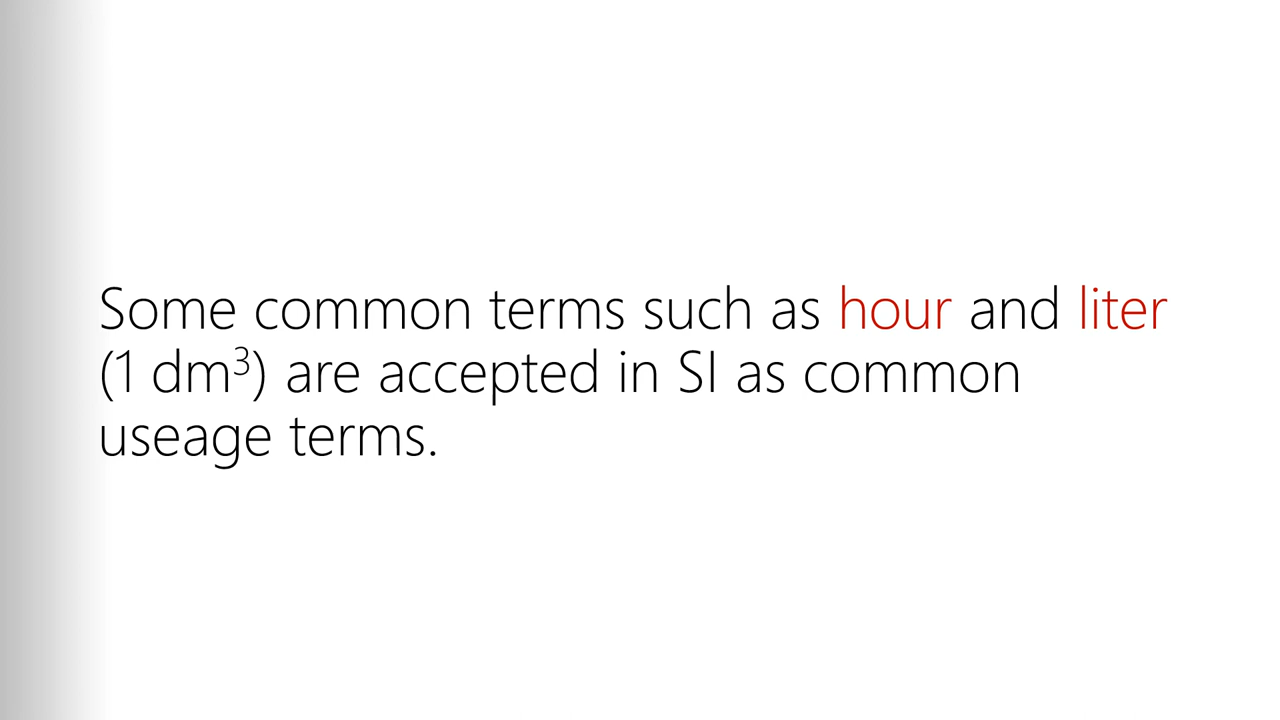 Some common terms such as hour and liter
(1 dm³) are accepted in SI as common
useage terms.